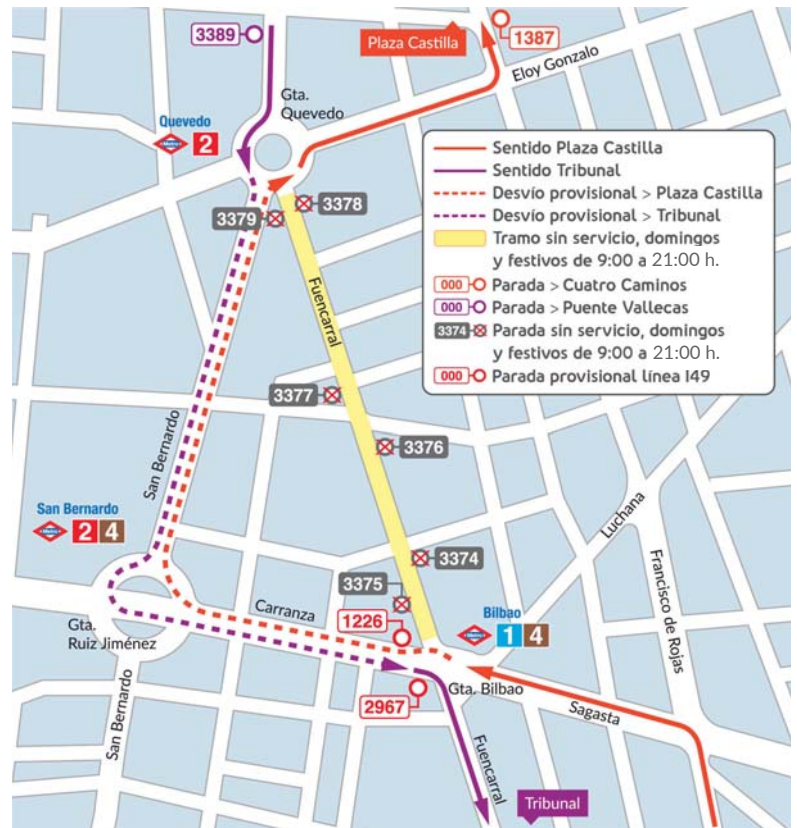 3389
Plaza Castilla
1387
Eloy Gonzalo
Gta.
Quevedo
Quevedo
Metro
2
Sentido Plaza Castilla
Sentido Tribunal
Desvío provisional > Plaza Castilla
Desvío provisional > Tribunal
Tramo sin servicio, domingos
y festivos de 9:00 a 21:00 h.
000 Parada > Cuatro Caminos
000 Parada > Puente Vallecas
3374 Parada sin servicio, domingos
y festivos de 9:00 a 21:00 h.
000 Parada provisional línea 149
3379
3378
Fuencarral
3377
3376
San Bernardo
San Bernardo
Metro
2 4
Luchana
Francisco de Rojas
3374
3375
Carranza
1226
Bilbao
Metro
1 4
Gta.
Ruiz Jiménez
Gta. Bilbao
2967
Sagasta
San Bernardo
Fuencarral
Tribunal